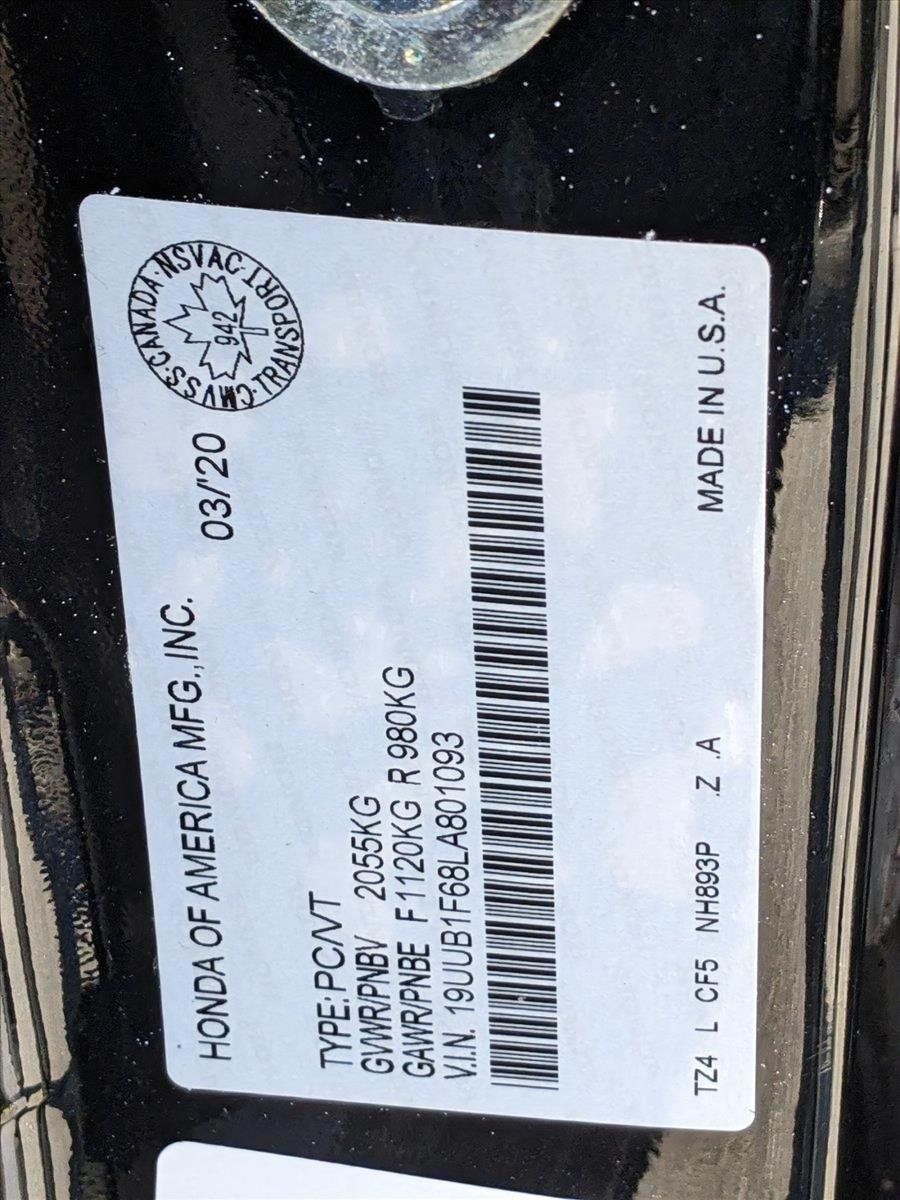 HONDA OF AMERICA MFG.,INC. 03/'20
CMVSS·CANADA·NSVAC·TRANSPORT·
942
TYPE:PC/VT
GVWR/PNBV 2055KG
GAWR/PNBE F 1120KG R 980KG
V.I.N. 19UUB1F68LA801093
TZ4 L CF5 NH893P .Z .A MADE IN U.S.A.